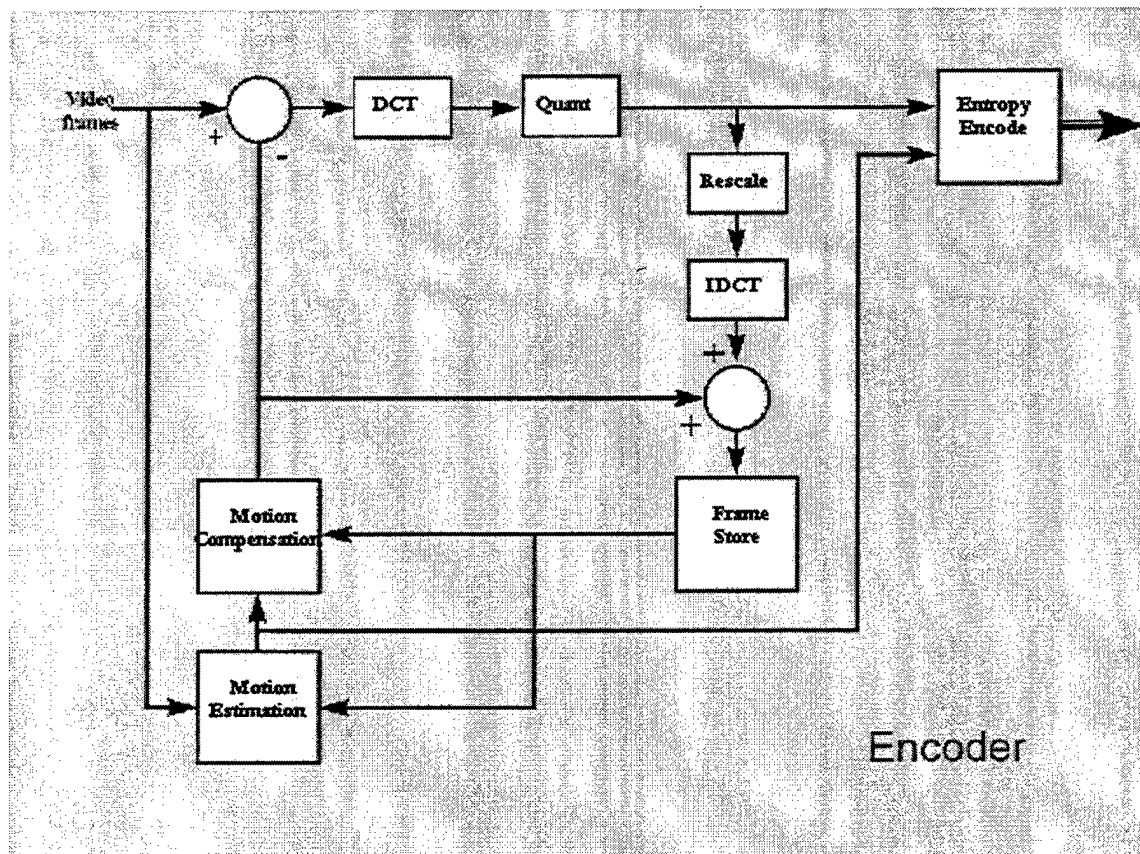 Video
frames
+
-
DCT
Quant
Entropy
Encode
Rescale
IDCT
+
+
Motion
Compensation
Frame
Store
Motion
Estimation
Encoder